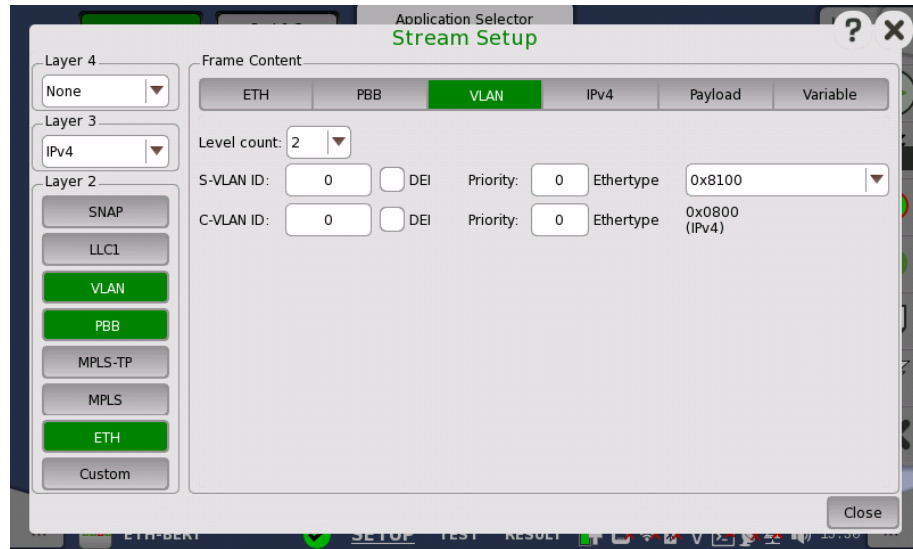 Application Selector
Stream Setup
?
Layer 4
None
Layer 3
IPv4
Layer 2
SNAP
LLC1
VLAN
PBB
MPLS-TP
MPLS
ETH
Custom
Frame Content
ETH PBB VLAN IPv4 Payload Variable
Level count: 2
S-VLAN ID: 0 DEI Priority: 0 Ethertype 0x8100
C-VLAN ID: 0 DEI Priority: 0 Ethertype 0x0800
(IPv4)
Close
ETH-BERT SETUP TEST RESULT